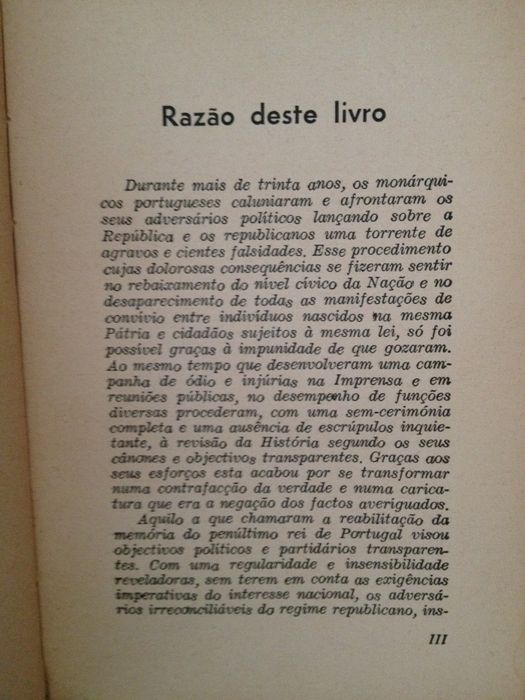 Razão deste livro
Durante mais de trinta anos, os monárqui-
cos portugueses caluniaram e afrontaram os
seus adversários políticos lançando sobre a
República e os republicanos uma torrente de
agravos e cientes falsidades. Esse procedimento
cujas dolorosas consequências se fizeram sentir
no rebaixamento do nível cívico da Nação e no
desaparecimento de todas as manifestações de
convívio entre indivíduos nascidos na mesma
Pátria e cidadãos sujeitos à mesma lei, só foi
possível graças à impunidade de que gozaram.
Ao mesmo tempo que desenvolveram uma cam-
panha de ódio e injúrias na Imprensa e em
reuniões públicas, no desempenho de funções
diversas procederam, com uma sem-cerimónia
completa e uma ausência de escrúpulos inquie-
tante, à revisão da História segundo os seus
cânones e objectivos transparentes. Graças aos
seus esforços esta acabou por se transformar
numa contrafacção da verdade e numa carica-
tura que era a negação dos factos averiguados.
Aquilo a que chamaram a reabilitação da
memória do penúltimo rei de Portugal visou
objectivos políticos e partidários transparen-
tes. Com uma regularidade e insensibilidade
reveladoras, sem terem em conta as exigências
imperativas do interesse nacional, os adversá-
rios irreconciliáveis do regime republicano, ins-
III